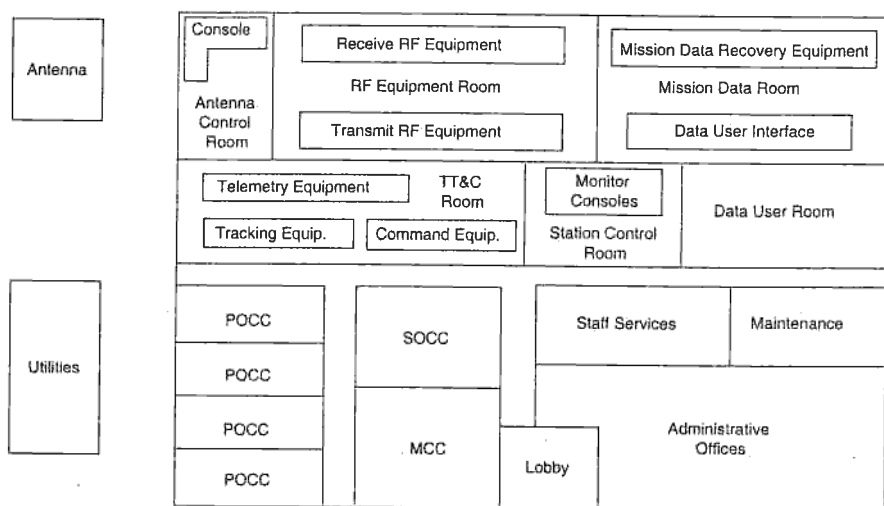 Console
Receive RF Equipment
Mission Data Recovery Equipment
Antenna
RF Equipment Room
Mission Data Room
Antenna
Control
Room
Transmit RF Equipment
Data User Interface
Telemetry Equipment
TT&C
Room
Monitor
Consoles
Data User Room
Tracking Equip.
Command Equip.
Station Control
Room
POCC
SOCC
Staff Services
Maintenance
Utilities
POCC
POCC
MCC
Administrative
Offices
Lobby
POCC